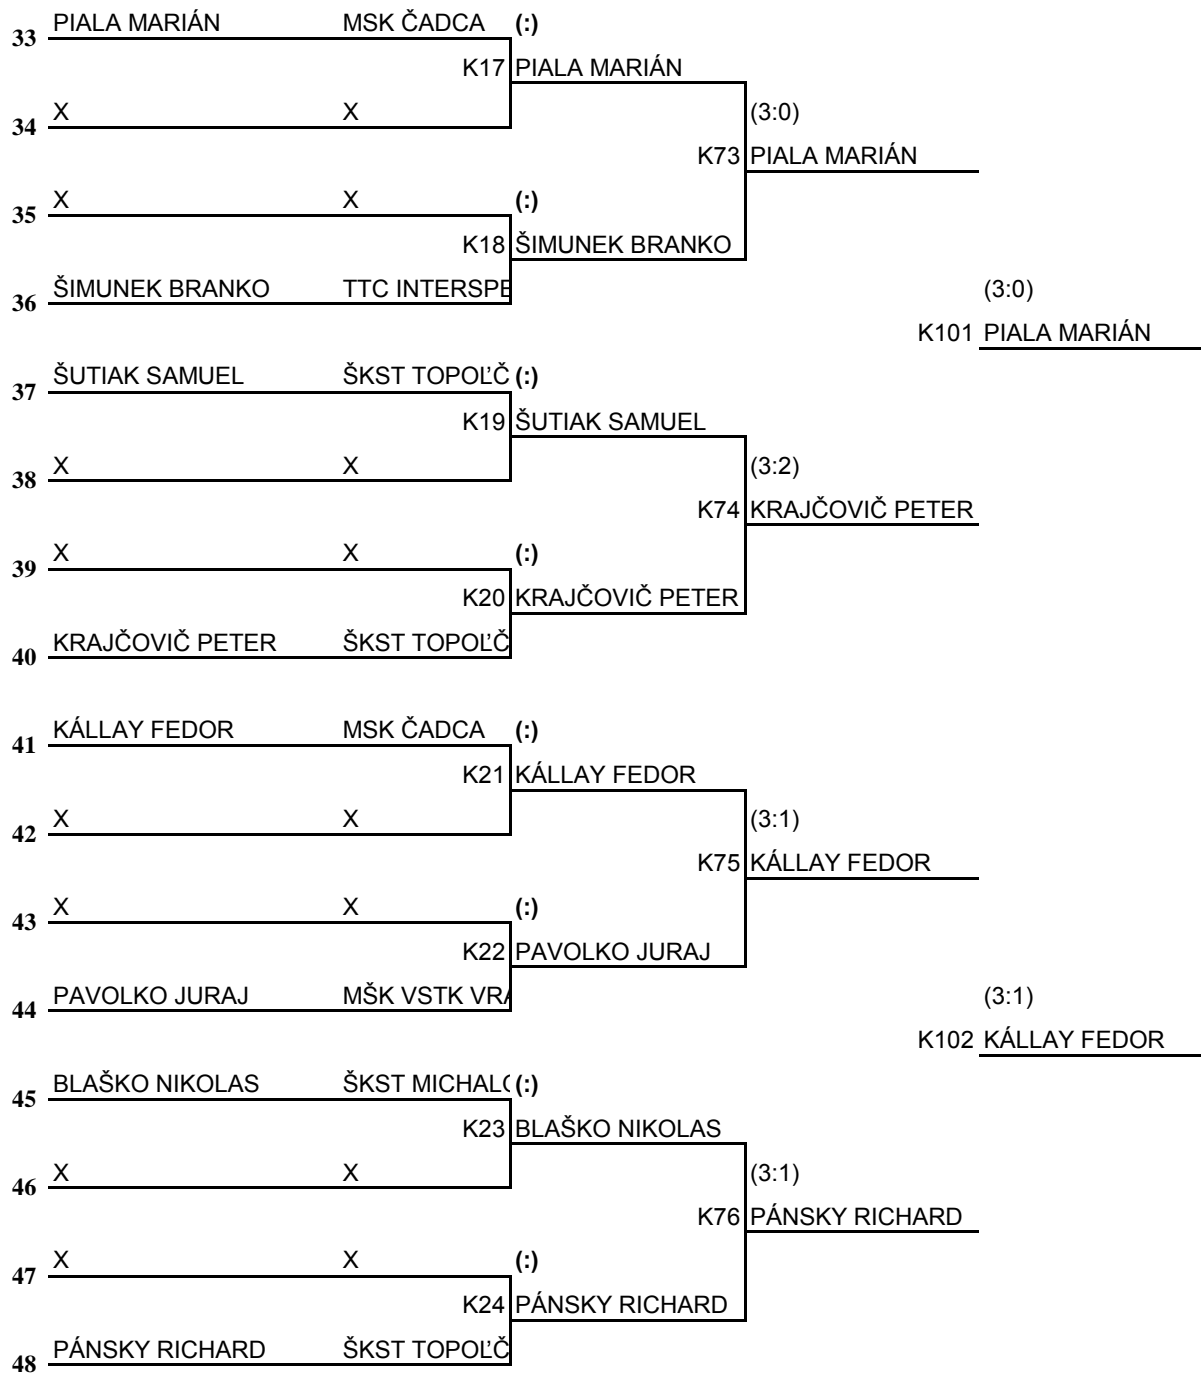 33 PIALA MARIÁN MSK ČADCA (:)
K17 PIALA MARIÁN
34 X X (3:0)
K73 PIALA MARIÁN
35 X X (:)
K18 ŠIMUNEK BRANKO
36 ŠIMUNEK BRANKO TTC INTERSPE (3:0)
K101 PIALA MARIÁN
37 ŠUTIAK SAMUEL ŠKST TOPOĽČ (:)
K19 ŠUTIAK SAMUEL
38 X X (3:2)
K74 KRAJČOVIČ PETER
39 X X (:)
K20 KRAJČOVIČ PETER
40 KRAJČOVIČ PETER ŠKST TOPOĽČ
41 KÁLLAY FEDOR MSK ČADCA (:)
K21 KÁLLAY FEDOR
42 X X (3:1)
K75 KÁLLAY FEDOR
43 X X (:)
K22 PAVOLKO JURAJ
44 PAVOLKO JURAJ MŠK VSTK VRA (3:1)
K102 KÁLLAY FEDOR
45 BLAŠKO NIKOLAS ŠKST MICHALO (:)
K23 BLAŠKO NIKOLAS
46 X X (3:1)
K76 PÁNSKY RICHARD
47 X X (:)
K24 PÁNSKY RICHARD
48 PÁNSKY RICHARD ŠKST TOPOĽČ